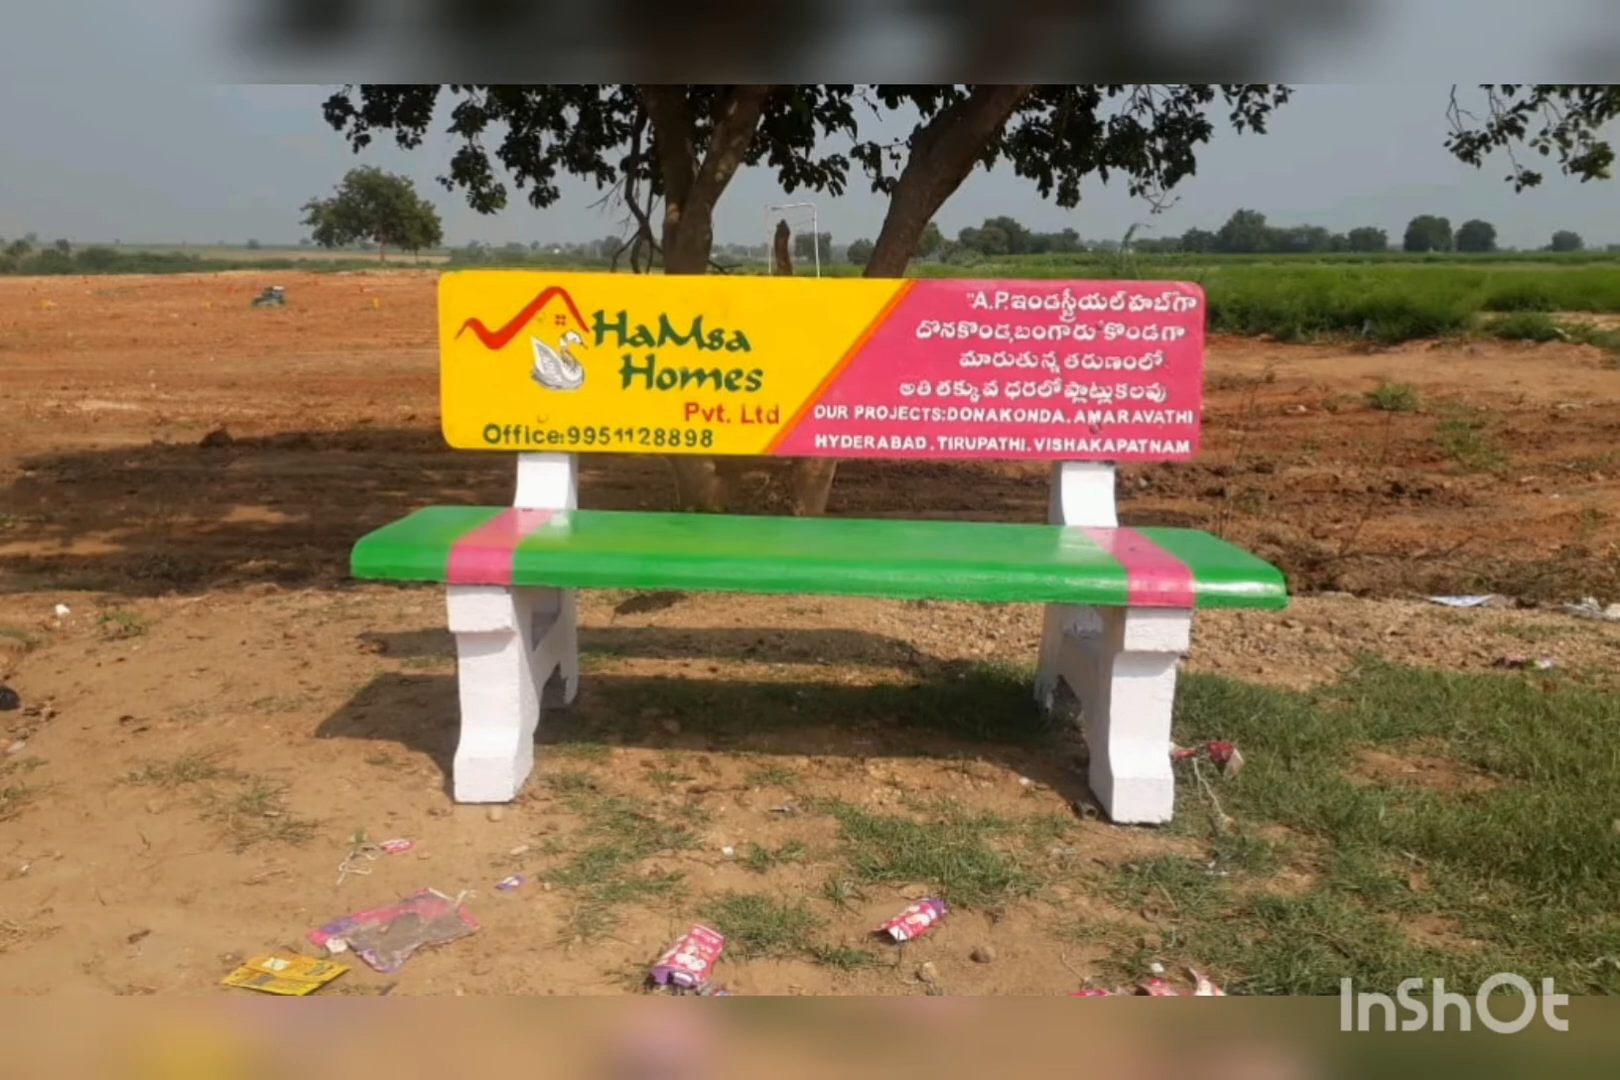 HaMsa
Homes
Pvt. Ltd
Office:9951128898
"A.P.ఇండస్ట్రీయల్ హబ్‌గా
దొనకొండ,బంగారు కొండగా
మారుతున్న తరుణంలో
అతి తక్కువ ధరలో ప్లాట్లు కలవు
OUR PROJECTS:DONAKONDA, AMARAVATHI
HYDERABAD, TIRUPATHI, VISHAKAPATNAM
InShOt